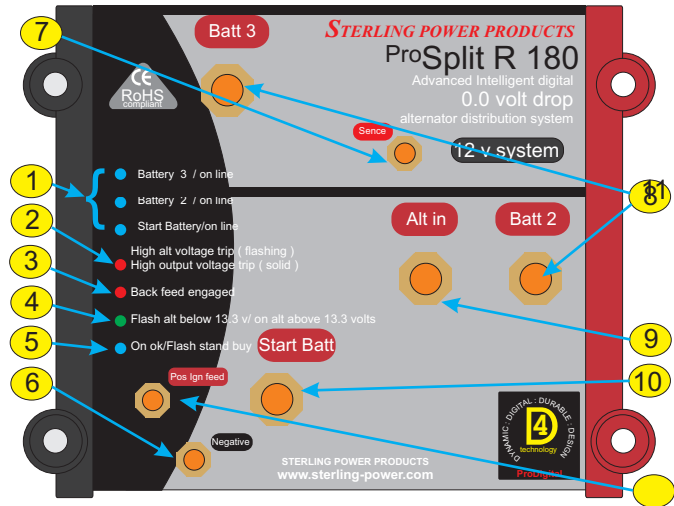 7
Batt 3
STERLING POWER PRODUCTS
ProSplit R 180
Advanced Intelligent digital
0.0 volt drop
alternator distribution system
CE
RoHS
compliant
Sence
12 v system
1
Battery 3 / on line
Battery 2 / on line
Start Battery/on line
8
11
2
High alt voltage trip ( flashing )
High output voltage trip ( solid )
Alt in
Batt 2
3
Back feed engaged
4
Flash alt below 13.3 v/ on alt above 13.3 volts
5
On ok/Flash stand buy
Start Batt
9
6
Pos Ign feed
10
Negative
DYNAMIC : DIGITAL : DURABLE : DESIGN
D4
technology
ProDigital
STERLING POWER PRODUCTS
www.sterling-power.com